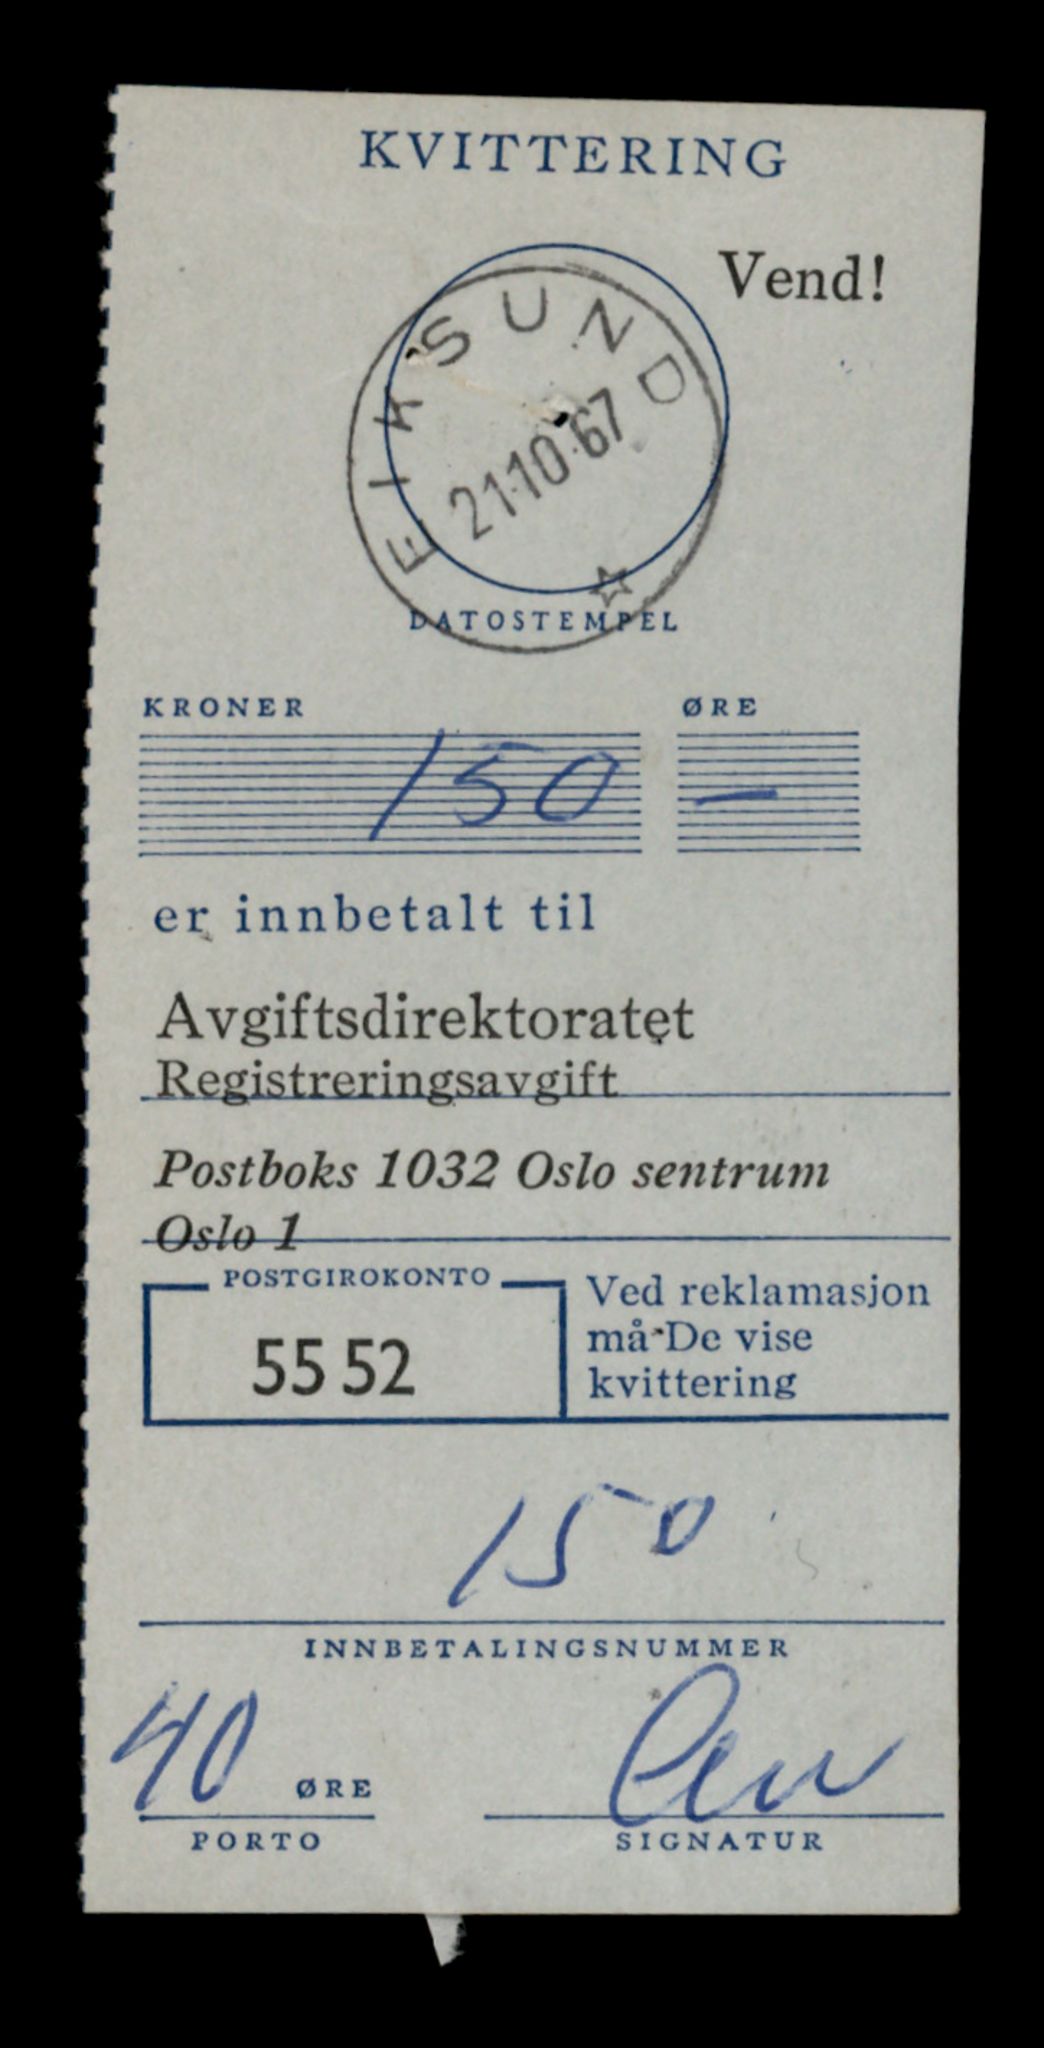 KVITTERING
Vend!
EIKSUND
21.10.67
DATOSTEMPEL
KRONER ØRE
150 —
er innbetalt til
Avgiftsdirektoratet
Registreringsavgift
Postboks 1032 Oslo sentrum
Oslo 1
POSTGIROKONTO
55 52
Ved reklamasjon
må De vise
kvittering
150
INNBETALINGSNUMMER
40 ØRE
PORTO
SIGNATUR